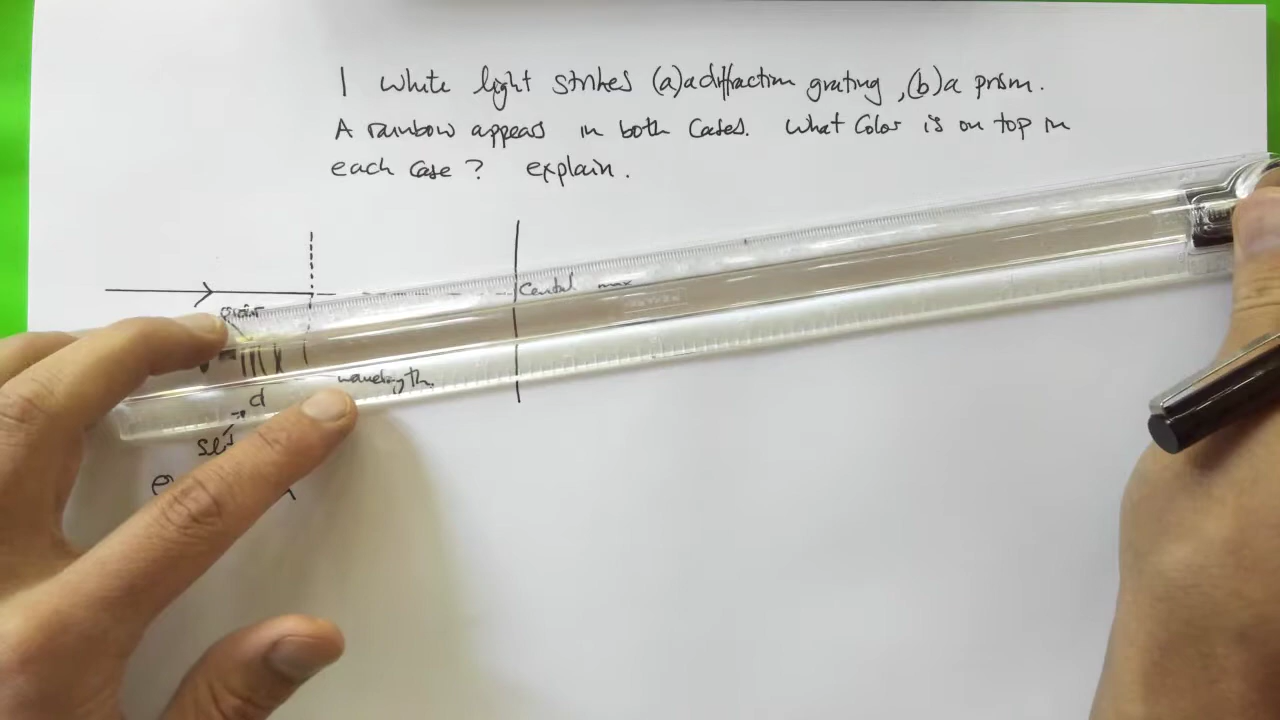 1 White light strikes (a) a diffraction grating, (b) a prism.
A rainbow appears in both cases. What color is on top in
each case? explain.
Central max
order
wavelength
d